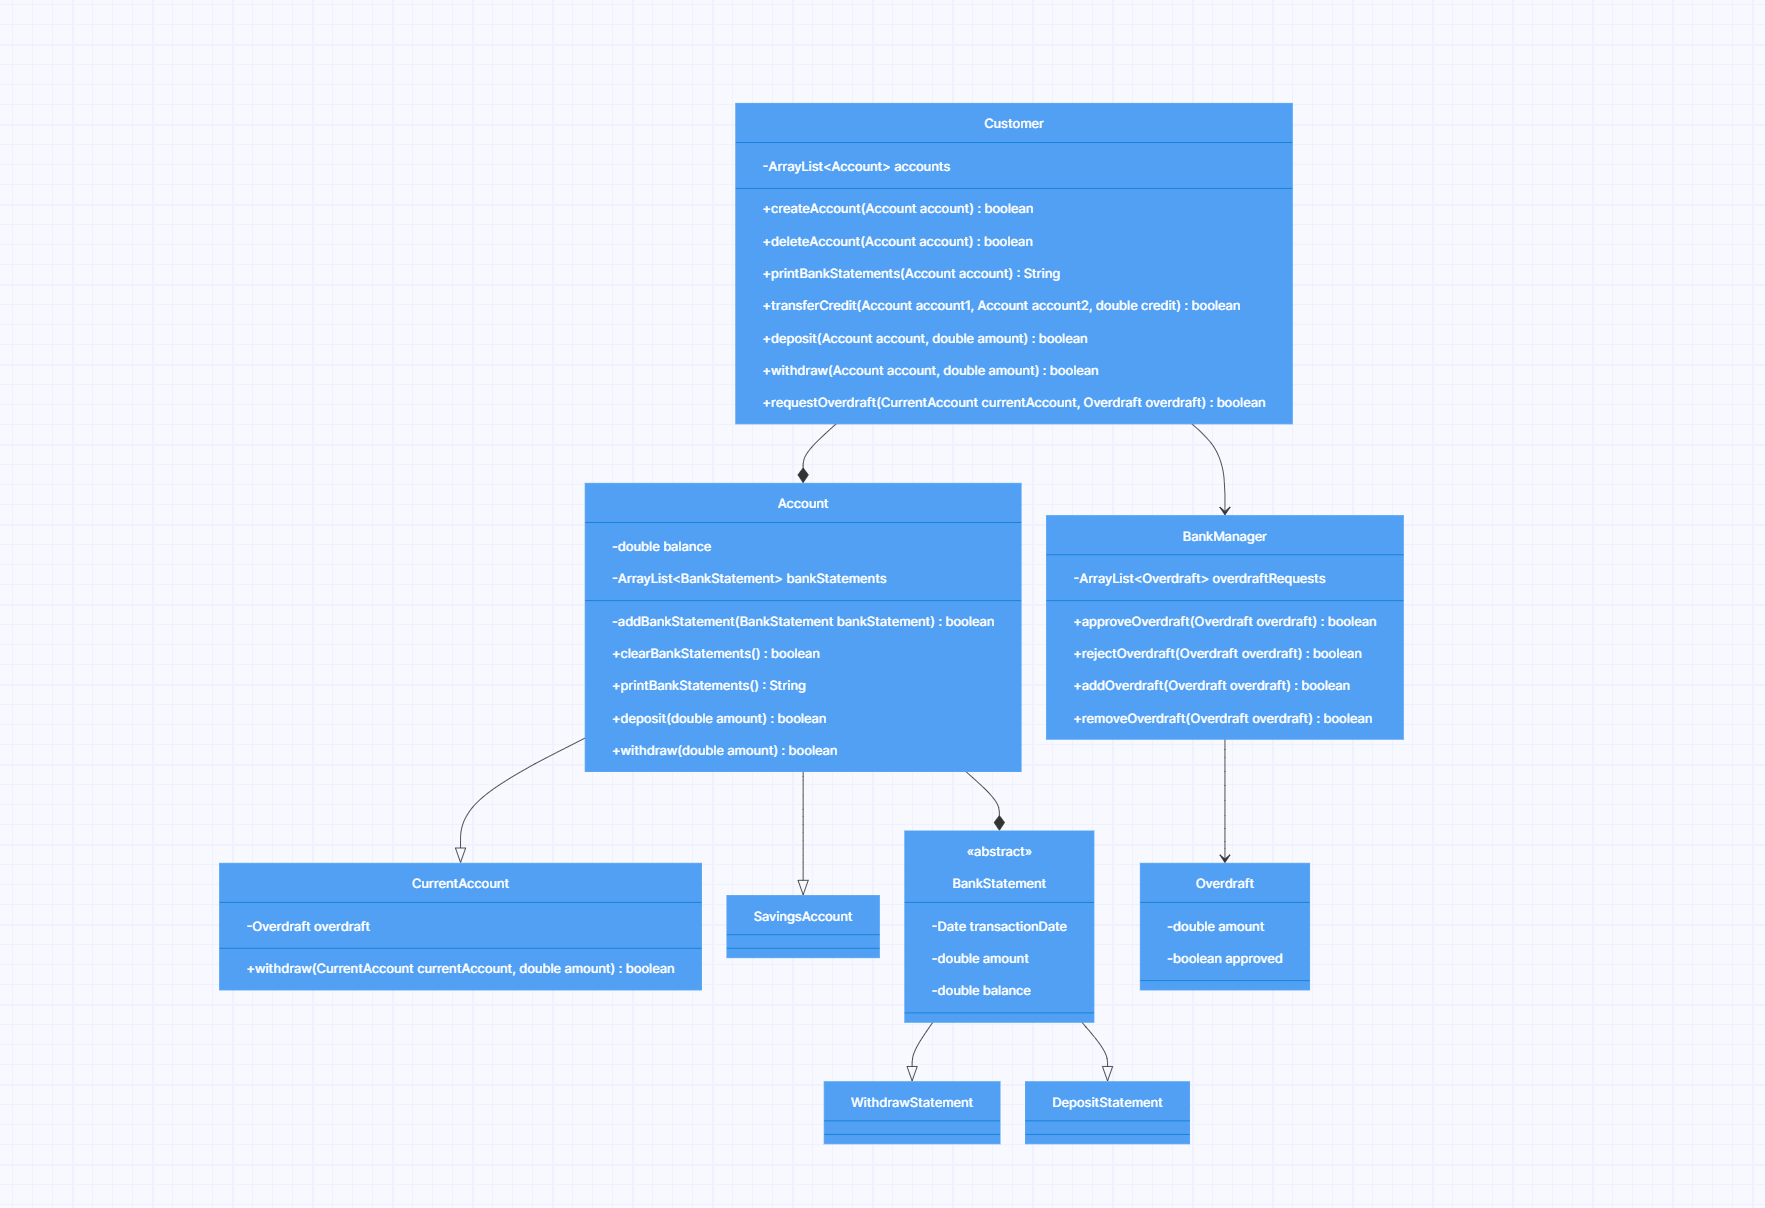 Customer
-ArrayList<Account> accounts
+createAccount(Account account) : boolean
+deleteAccount(Account account) : boolean
+printBankStatements(Account account) : String
+transferCredit(Account account1, Account account2, double credit) : boolean
+deposit(Account account, double amount) : boolean
+withdraw(Account account, double amount) : boolean
+requestOverdraft(CurrentAccount currentAccount, Overdraft overdraft) : boolean
Account
-double balance
-ArrayList<BankStatement> bankStatements
-addBankStatement(BankStatement bankStatement) : boolean
+clearBankStatements() : boolean
+printBankStatements() : String
+deposit(double amount) : boolean
+withdraw(double amount) : boolean
BankManager
-ArrayList<Overdraft> overdraftRequests
+approveOverdraft(Overdraft overdraft) : boolean
+rejectOverdraft(Overdraft overdraft) : boolean
+addOverdraft(Overdraft overdraft) : boolean
+removeOverdraft(Overdraft overdraft) : boolean
CurrentAccount
-Overdraft overdraft
+withdraw(CurrentAccount currentAccount, double amount) : boolean
SavingsAccount
«abstract»
BankStatement
-Date transactionDate
-double amount
-double balance
Overdraft
-double amount
-boolean approved
WithdrawStatement
DepositStatement